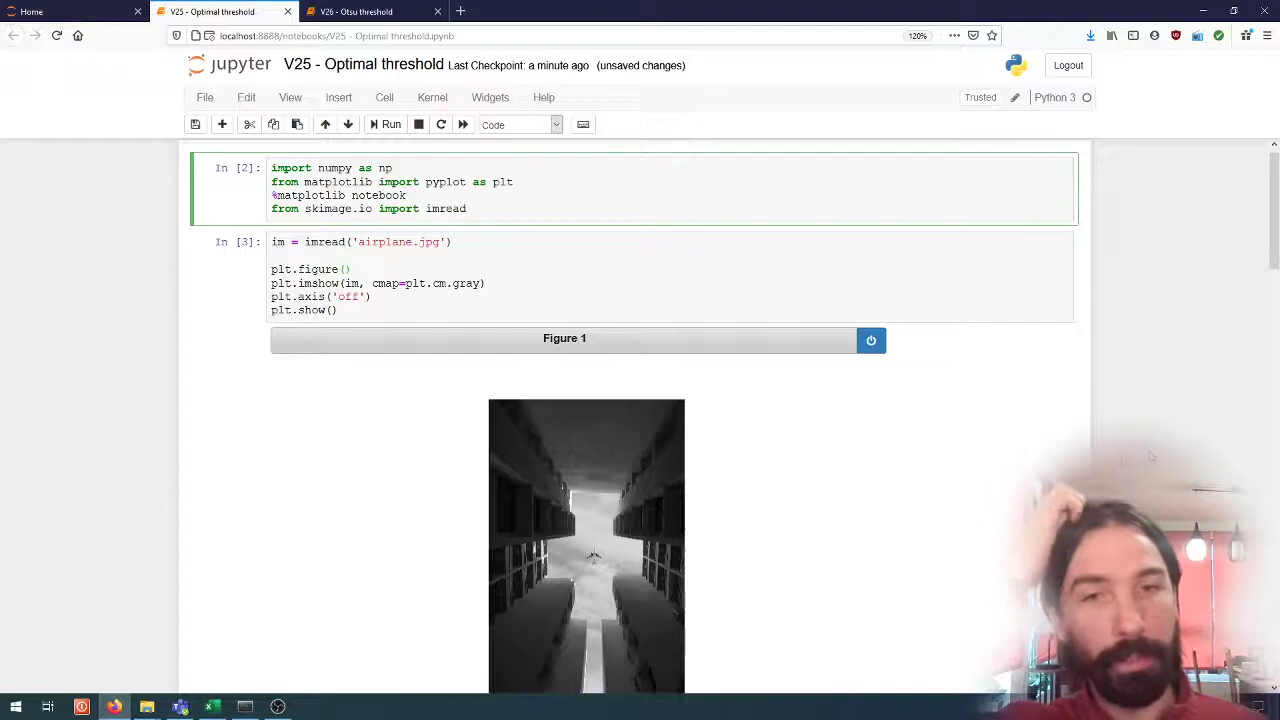 Home
V25 - Optimal threshold
V26 - Otsu threshold
localhost:8888/notebooks/V25 - Optimal threshold.ipynb
120%
jupyter V25 - Optimal threshold Last Checkpoint: a minute ago (unsaved changes)
Logout
File Edit View Insert Cell Kernel Widgets Help
Trusted
Python 3
Run
Code
In [2]:
import numpy as np
from matplotlib import pyplot as plt
%matplotlib notebook
from skimage.io import imread
In [3]:
im = imread('airplane.jpg')
plt.figure()
plt.imshow(im, cmap=plt.cm.gray)
plt.axis('off')
plt.show()
Figure 1